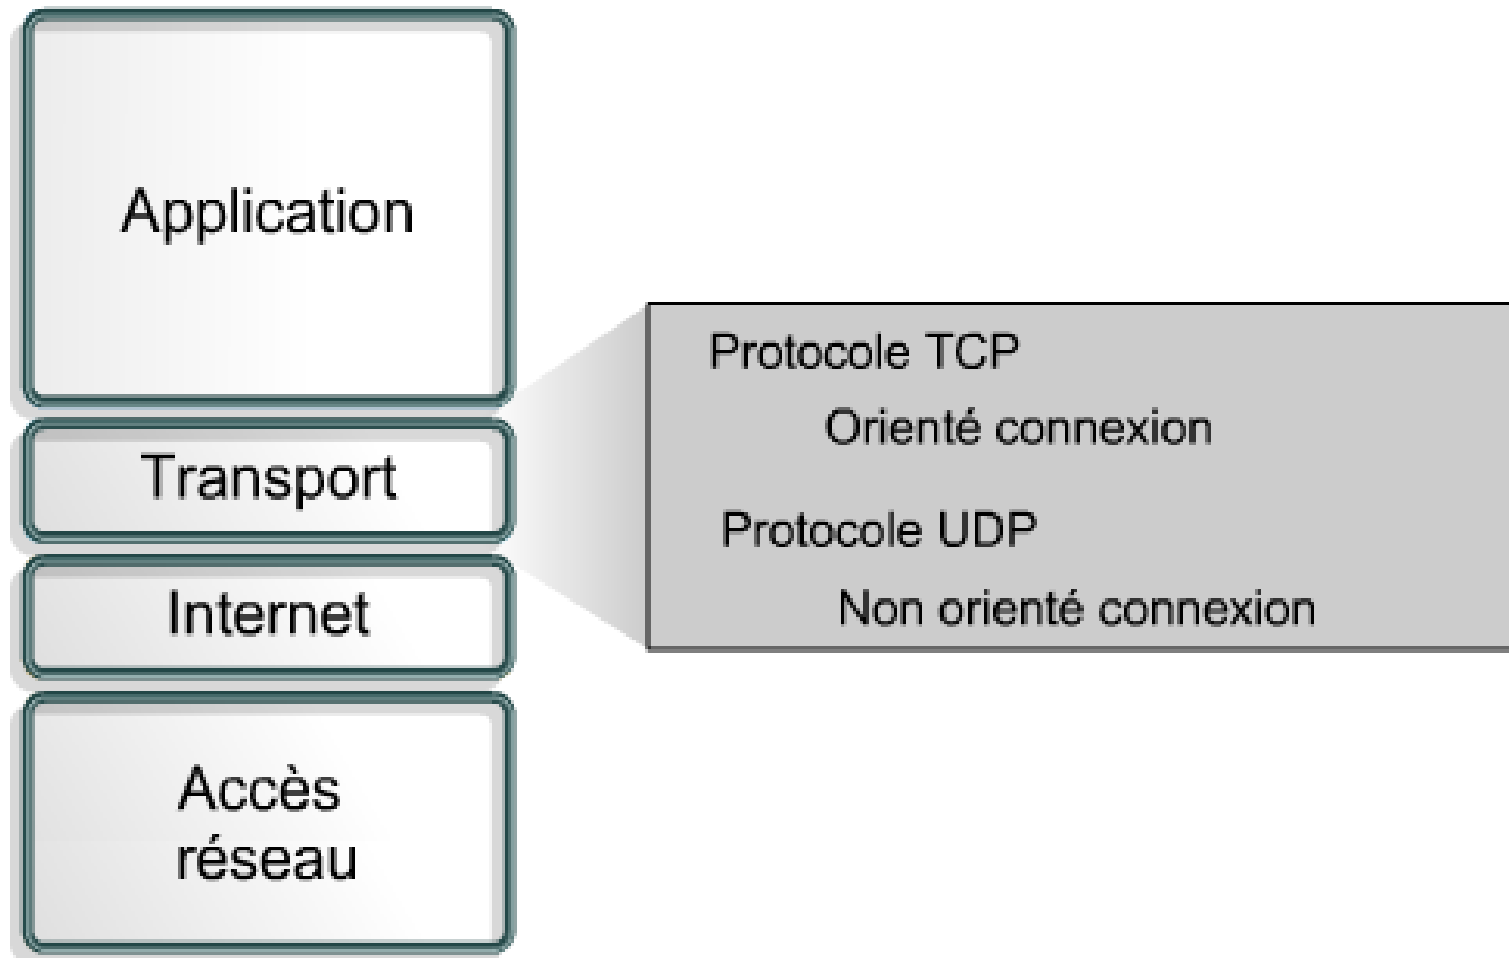 Application
Transport
Internet
Accès
réseau
Protocole TCP
Orienté connexion
Protocole UDP
Non orienté connexion